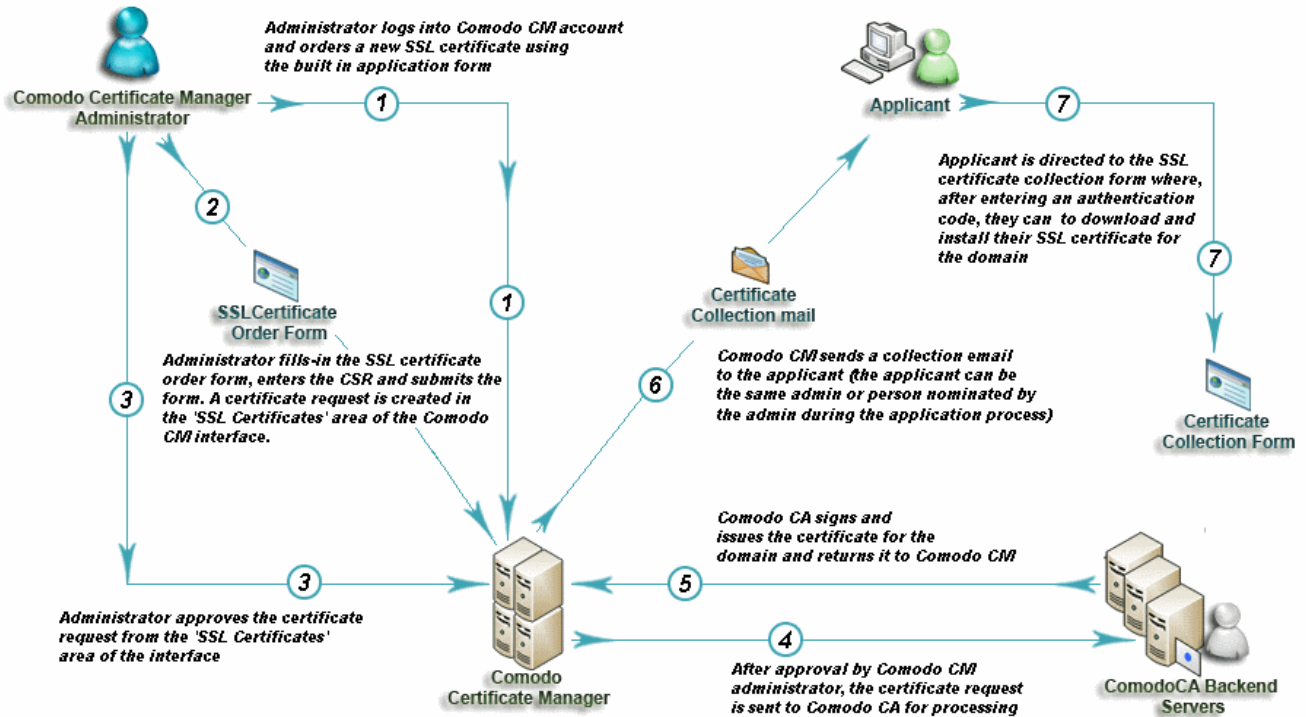 Administrator logs into Comodo CM account
and orders a new SSL certificate using
the built in application form
Comodo Certificate Manager
Administrator
1
Applicant
7
2
Applicant is directed to the SSL
certificate collection form where,
after entering an authentication
code, they can to download and
install their SSL certificate for
the domain
7
SSLCertificate
Order Form
1
Certificate
Collection mail
Administrator fills-in the SSL certificate
order form, enters the CSR and submits the
form. A certificate request is created in
the 'SSL Certificates' area of the Comodo
CM interface.
3
6
Comodo CM sends a collection email
to the applicant (the applicant can be
the same admin or person nominated by
the admin during the application process)
Certificate
Collection Form
Comodo CA signs and
issues the certificate for the
domain and returns it to Comodo CM
3
5
Administrator approves the certificate
request from the 'SSL Certificates'
area of the interface
4
Comodo
Certificate Manager
After approval by Comodo CM
administrator, the certificate request
is sent to Comodo CA for processing
ComodoCA Backend
Servers